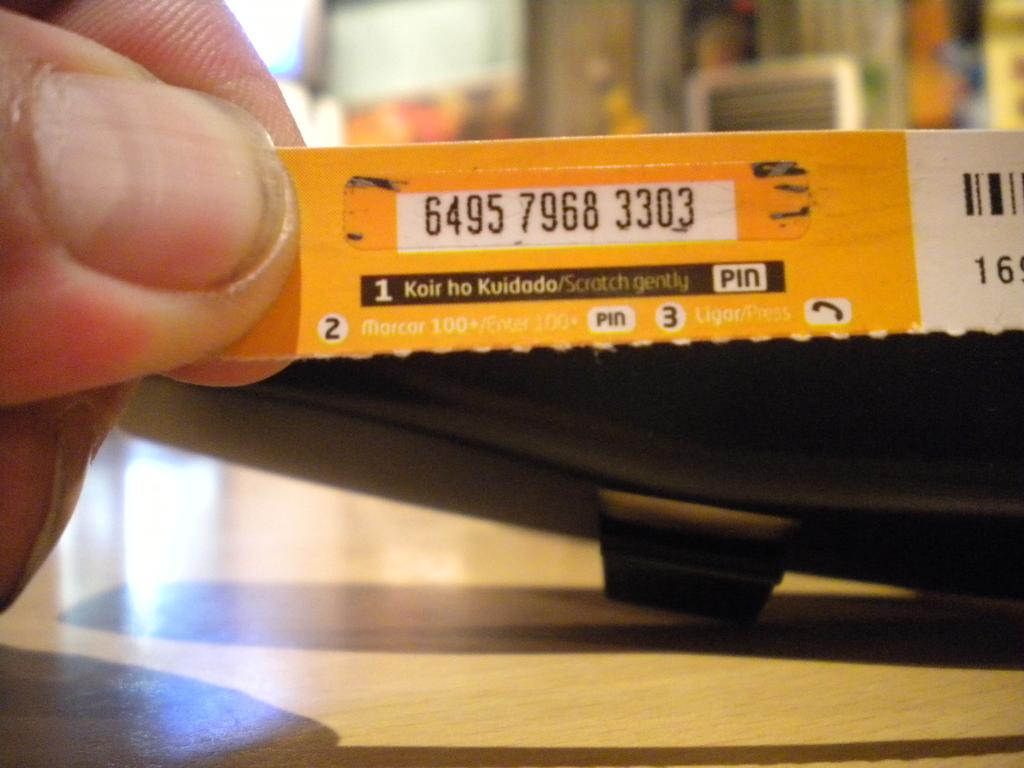 6495 7968 3303
1 Koir ho Kuidado/Scratch gently PIN
2 Marcar 100+/Enter 100+ PIN 3 Ligar/Press
169